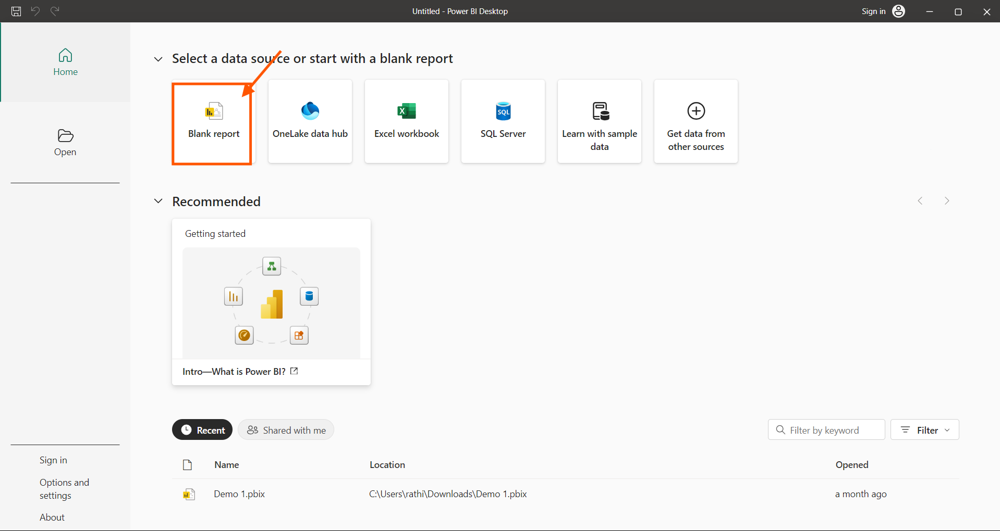 Untitled - Power BI Desktop
Sign in
Home
Open
Select a data source or start with a blank report
Blank report
OneLake data hub
X
Excel workbook
SQL
SQL Server
Learn with sample
data
Get data from
other sources
Recommended
Getting started
Intro—What is Power BI?
Recent
Shared with me
Filter by keyword
Filter
Name
Location
Opened
Demo 1.pbix
C:\Users\rathi\Downloads\Demo 1.pbix
a month ago
Sign in
Options and
settings
About